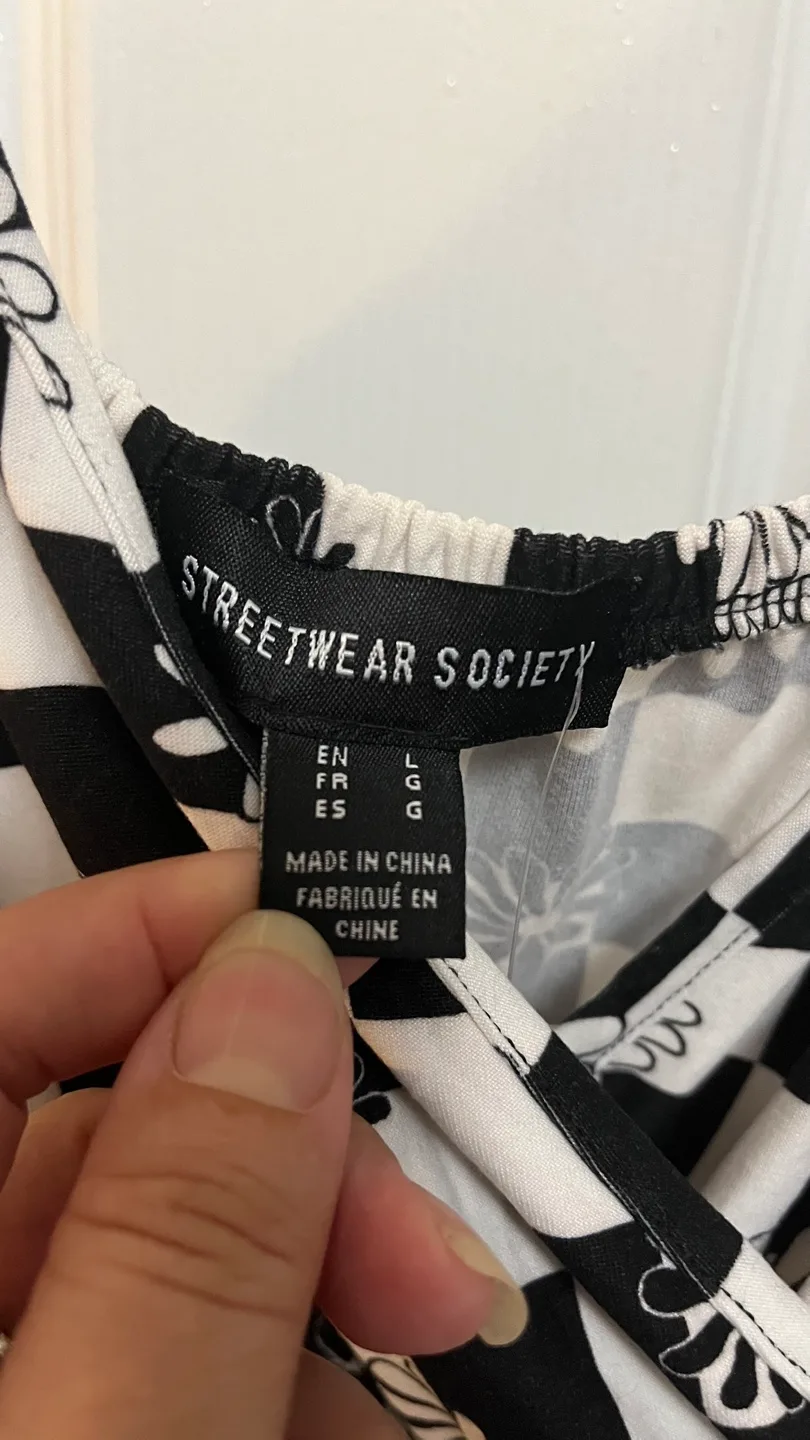 STREETWEAR SOCIETY
EN L
FR G
ES G
MADE IN CHINA
FABRIQUÉ EN
CHINE